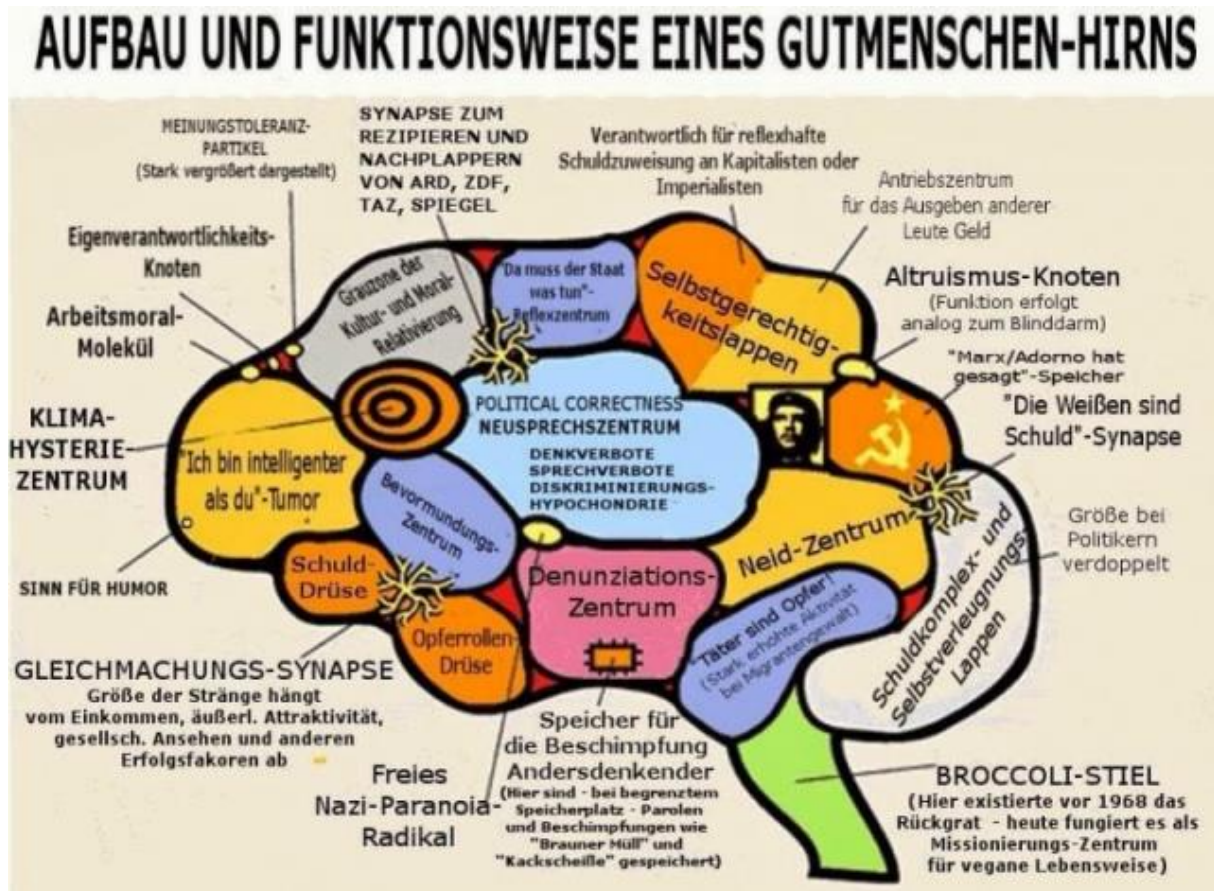 AUFBAU UND FUNKTIONSWEISE EINES GUTMENSCHEN-HIRNS
MEINUNGSTOLERANZ-
PARTIKEL
(Stark vergrößert dargestellt)
SYNAPSE ZUM
REZIPIEREN UND
NACHPLAPPERN
VON ARD, ZDF,
TAZ, SPIEGEL
Verantwortlich für reflexhafte
Schuldzuweisung an Kapitalisten oder
Imperialisten
Antriebszentrum
für das Ausgeben anderer
Leute Geld
Eigenverantwortlichkeits-
Knoten
Arbeitsmoral-
Molekül
Grauzone der
Kultur- und Moral-
Relativierung
"Da muss der Staat
was tun"-
Reflexzentrum
Selbstgerechtig-
keitslappen
Altruismus-Knoten
(Funktion erfolgt
analog zum Blinddarm)
"Marx/Adorno hat
gesagt"-Speicher
"Die Weißen sind
Schuld"-Synapse
KLIMA-
HYSTERIE-
ZENTRUM
"Ich bin intelligenter
als du"-Tumor
POLITICAL CORRECTNESS
NEUSPRECHSZENTRUM
DENKVERBOTE
SPRECHVERBOTE
DISKRIMINIERUNGS-
HYPOCHONDRIE
Bevormundungs-
Zentrum
Neid-Zentrum
Größe bei
Politikern
verdoppelt
Schuldkomplex- und
Selbstverleugnungs-
Lappen
SINN FÜR HUMOR
Schuld-
Drüse
Opferrollen-
Drüse
Denunziations-
Zentrum
"Täter sind Opfer!
(Stark erhöhte Aktivität
bei Migrantengewalt)
GLEICHMACHUNGS-SYNAPSE
Größe der Stränge hängt
vom Einkommen, äußerl. Attraktivität,
gesellsch. Ansehen und anderen
Erfolgsfakoren ab
Freies
Nazi-Paranoia-
Radikal
Speicher für
die Beschimpfung
Andersdenkender
(Hier sind - bei begrenztem
Speicherplatz - Parolen
und Beschimpfungen wie
"Brauner Müll" und
"Kackscheiße" gespeichert)
BROCCOLI-STIEL
(Hier existierte vor 1968 das
Rückgrat - heute fungiert es als
Missionierungs-Zentrum
für vegane Lebensweise)